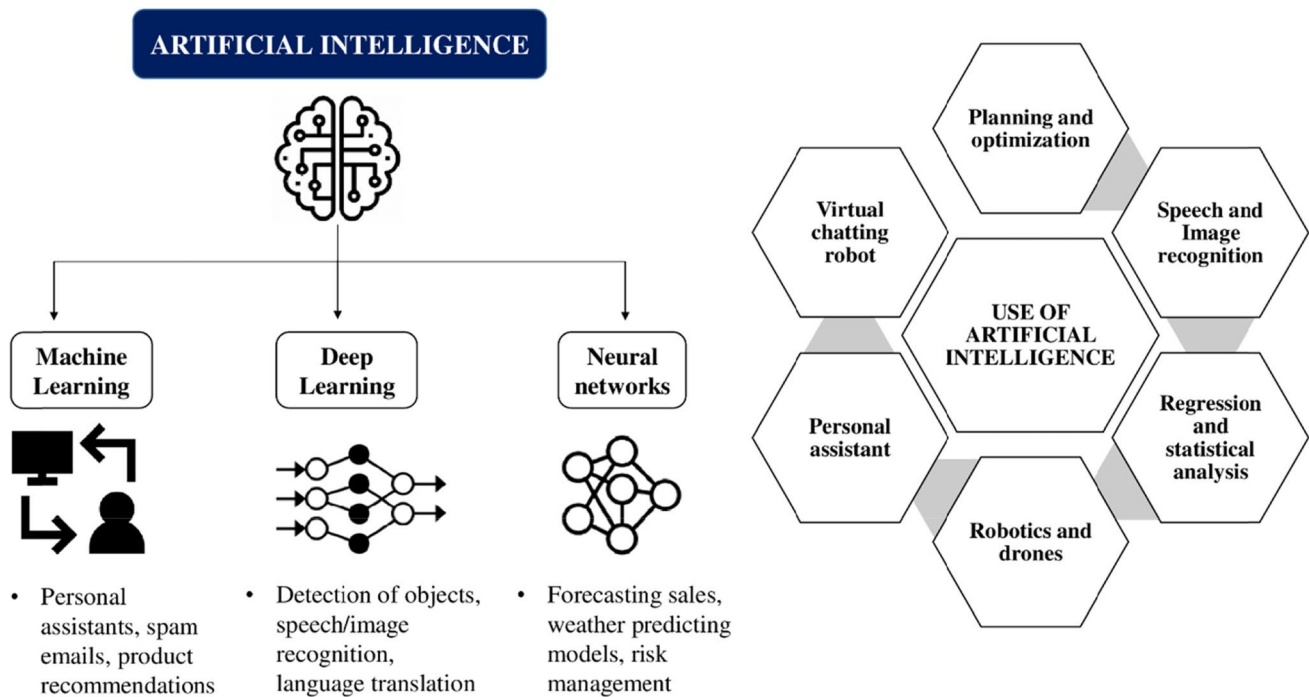 ARTIFICIAL INTELLIGENCE
Machine
Learning
Deep
Learning
Neural
networks
• Personal
assistants, spam
emails, product
recommendations
• Detection of objects,
speech/image
recognition,
language translation
• Forecasting sales,
weather predicting
models, risk
management
Planning and
optimization
Virtual
chatting
robot
Speech and
Image
recognition
USE OF
ARTIFICIAL
INTELLIGENCE
Personal
assistant
Regression
and
statistical
analysis
Robotics and
drones